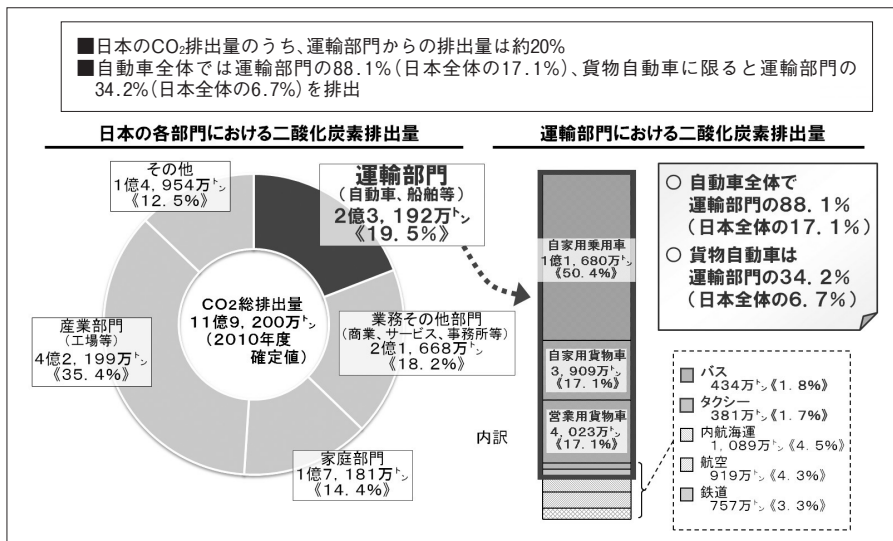 ■日本のCO₂排出量のうち、運輸部門からの排出量は約20%
■自動車全体では運輸部門の88.1%(日本全体の17.1%)、貨物自動車に限ると運輸部門の
34.2%(日本全体の6.7%)を排出
日本の各部門における二酸化炭素排出量
その他
1億4,954万㌧
《12.5%》
運輸部門
(自動車、船舶等)
2億3,192万㌧
《19.5%》
CO₂総排出量
11億9,200万㌧
(2010年度
確定値)
産業部門
(工場等)
4億2,199万㌧
《35.4%》
業務その他部門
(商業、サービス、事務所等)
2億1,668万㌧
《18.2%》
家庭部門
1億7,181万㌧
《14.4%》
運輸部門における二酸化炭素排出量
自家用乗用車
1億1,680万㌧
《50.4%》
自家用貨物車
3,909万㌧
《17.1%》
営業用貨物車
4,023万㌧
《17.1%》
内訳
○ 自動車全体で
運輸部門の88.1%
(日本全体の17.1%)
○ 貨物自動車は
運輸部門の34.2%
(日本全体の6.7%)
バス
434万㌧《1.8%》
タクシー
381万㌧《1.7%》
内航海運
1,089万㌧《4.5%》
航空
919万㌧《4.3%》
鉄道
757万㌧《3.3%》